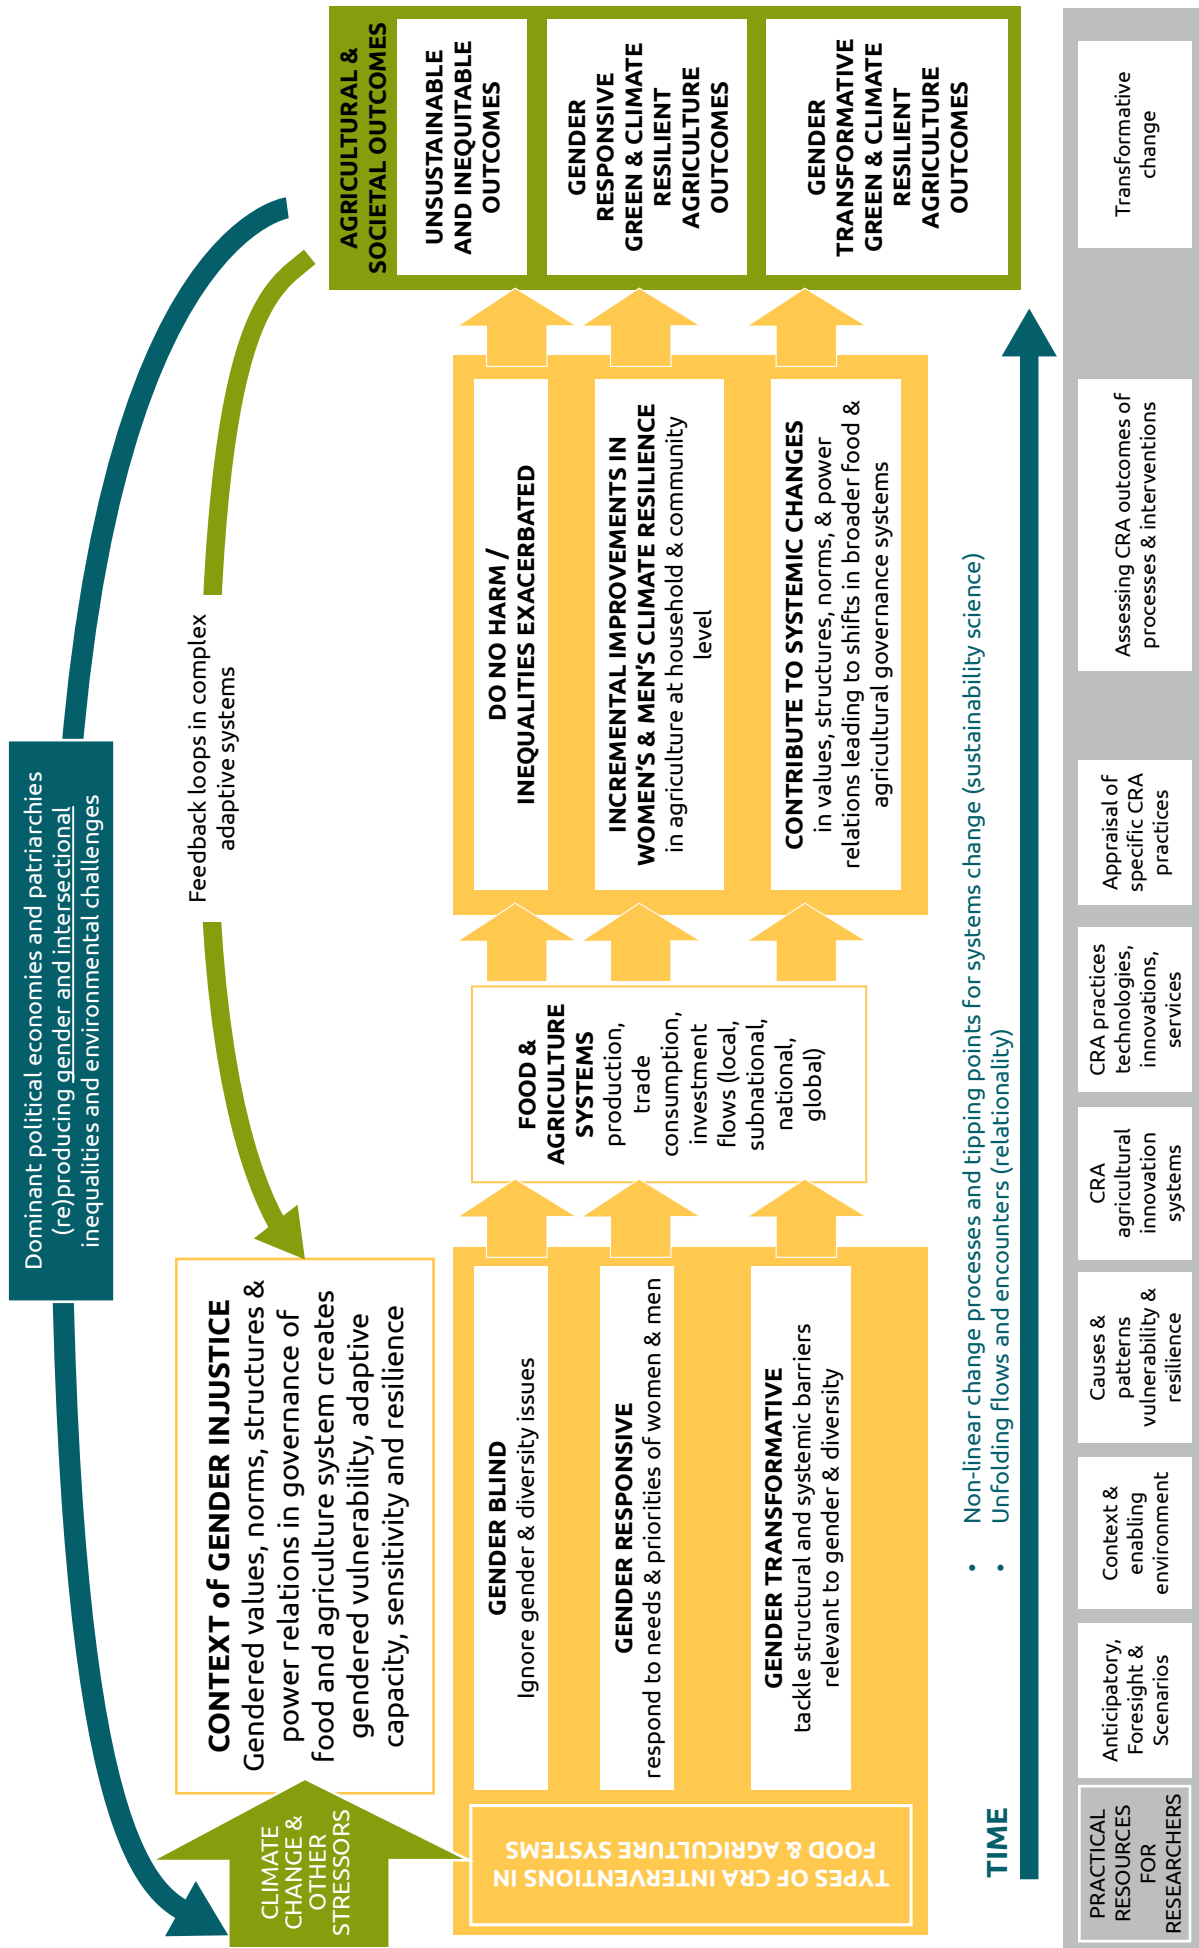 Dominant political economies and patriarchies
(re)producing gender and intersectional
inequalities and environmental challenges
Feedback loops in complex
adaptive systems
CLIMATE
CHANGE &
OTHER
STRESSORS
CONTEXT of GENDER INJUSTICE
Gendered values, norms, structures &
power relations in governance of
food and agriculture system creates
gendered vulnerability, adaptive
capacity, sensitivity and resilience
TYPES OF CRA INTERVENTIONS IN
FOOD & AGRICULTURE SYSTEMS
GENDER BLIND
Ignore gender & diversity issues
GENDER RESPONSIVE
respond to needs & priorities of women & men
GENDER TRANSFORMATIVE
tackle structural and systemic barriers
relevant to gender & diversity
FOOD &
AGRICULTURE
SYSTEMS
production,
trade
consumption,
investment
flows (local,
subnational,
national,
global)
DO NO HARM /
INEQUALITIES EXACERBATED
INCREMENTAL IMPROVEMENTS IN
WOMEN'S & MEN'S CLIMATE RESILIENCE
in agriculture at household & community
level
CONTRIBUTE TO SYSTEMIC CHANGES
in values, structures, norms, & power
relations leading to shifts in broader food &
agricultural governance systems
AGRICULTURAL &
SOCIETAL OUTCOMES
UNSUSTAINABLE
AND INEQUITABLE
OUTCOMES
GENDER
RESPONSIVE
GREEN & CLIMATE
RESILIENT
AGRICULTURE
OUTCOMES
GENDER
TRANSFORMATIVE
GREEN & CLIMATE
RESILIENT
AGRICULTURE
OUTCOMES
• Non-linear change processes and tipping points for systems change (sustainability science)
• Unfolding flows and encounters (relationality)
TIME
PRACTICAL
RESOURCES
FOR
RESEARCHERS
Anticipatory,
Foresight &
Scenarios
Context &
enabling
environment
Causes &
patterns
vulnerability &
resilience
CRA
agricultural
innovation
systems
CRA practices
technologies,
innovations,
services
Appraisal of
specific CRA
practices
Assessing CRA outcomes of
processes & interventions
Transformative
change